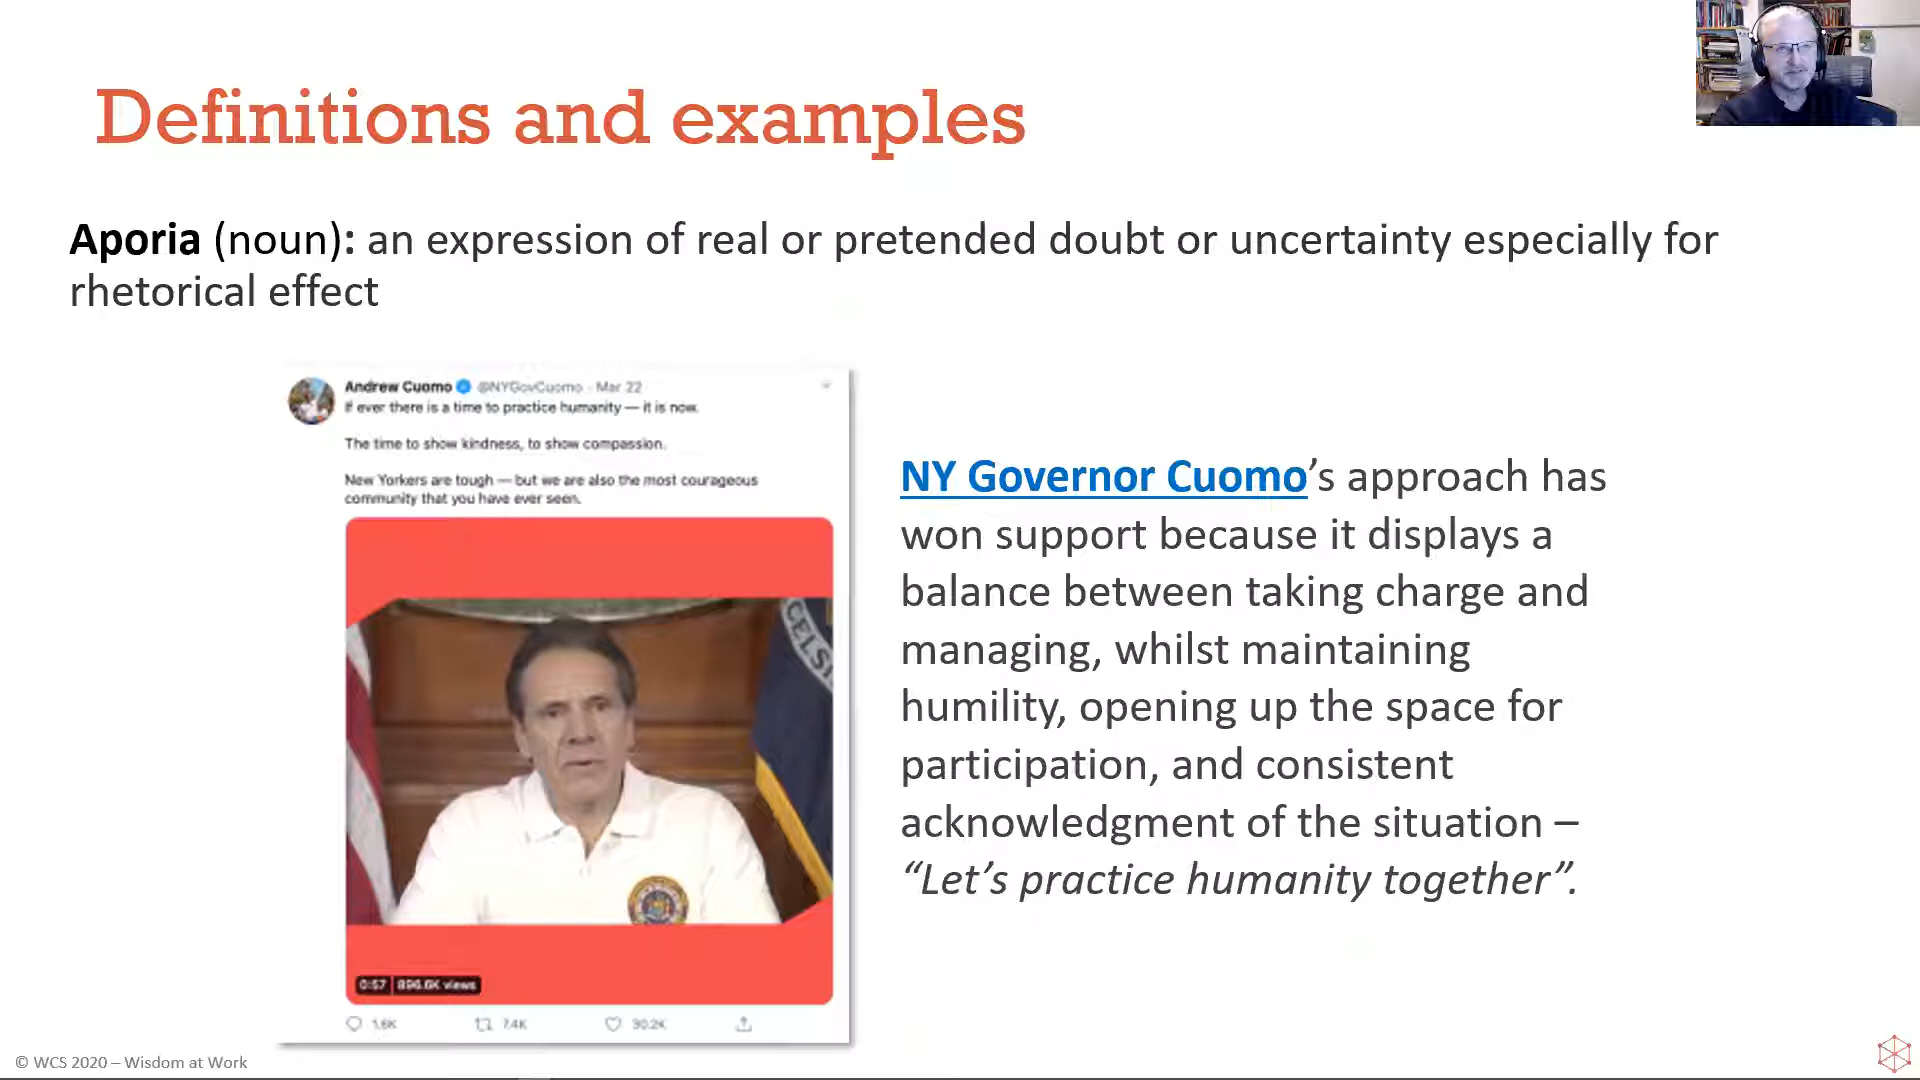 Definitions and examples
Aporia (noun): an expression of real or pretended doubt or uncertainty especially for
rhetorical effect
Andrew Cuomo @NYGovCuomo · Mar 22
If ever there is a time to practice humanity — it is now.
The time to show kindness, to show compassion.
New Yorkers are tough — but we are also the most courageous
community that you have ever seen.
CELSI
0:57 896.6K views
1.6K 7.4K 30.2K
NY Governor Cuomo’s approach has
won support because it displays a
balance between taking charge and
managing, whilst maintaining
humility, opening up the space for
participation, and consistent
acknowledgment of the situation –
“Let’s practice humanity together”.
© WCS 2020 – Wisdom at Work